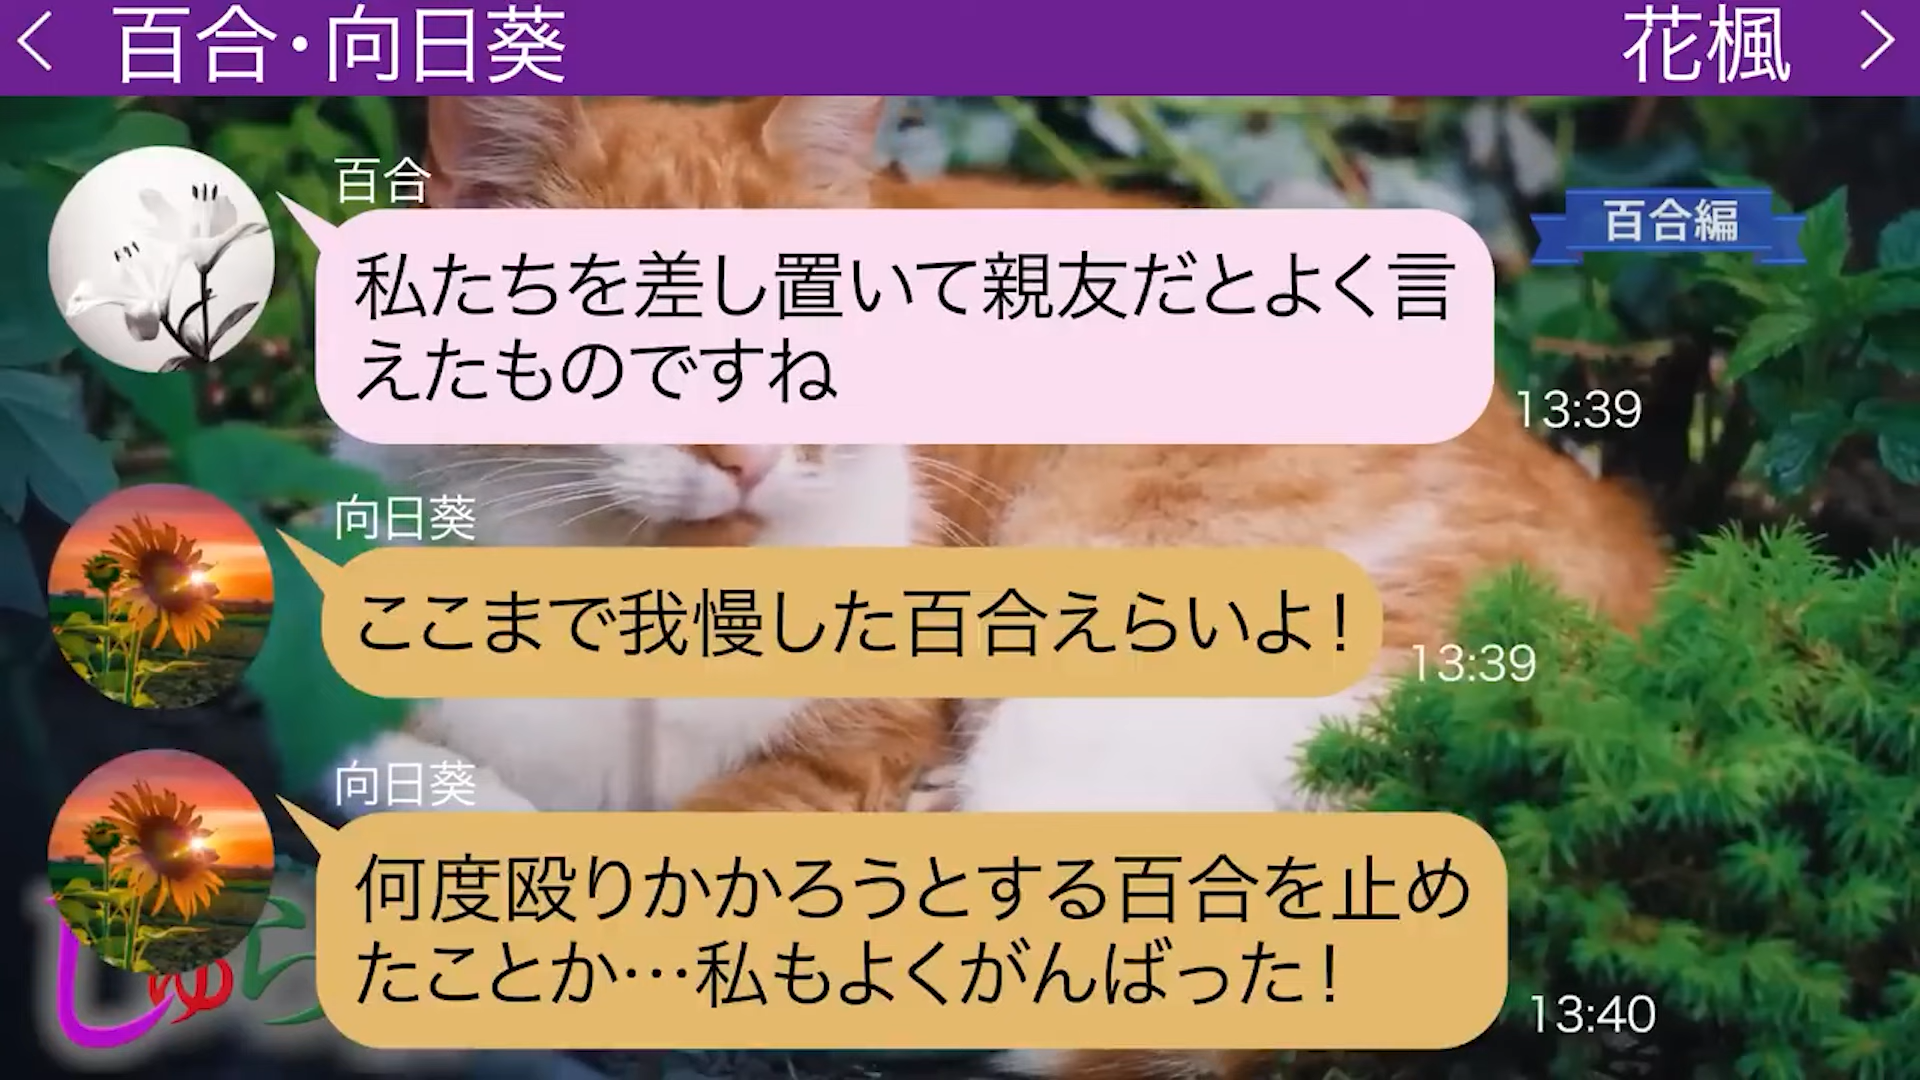 百合・向日葵
花楓
百合
百合編
私たちを差し置いて親友だとよく言
えたものですね
13:39
向日葵
ここまで我慢した百合えらいよ！
13:39
向日葵
何度殴りかかろうとする百合を止め
たことか…私もよくがんばった！
13:40
しゅら